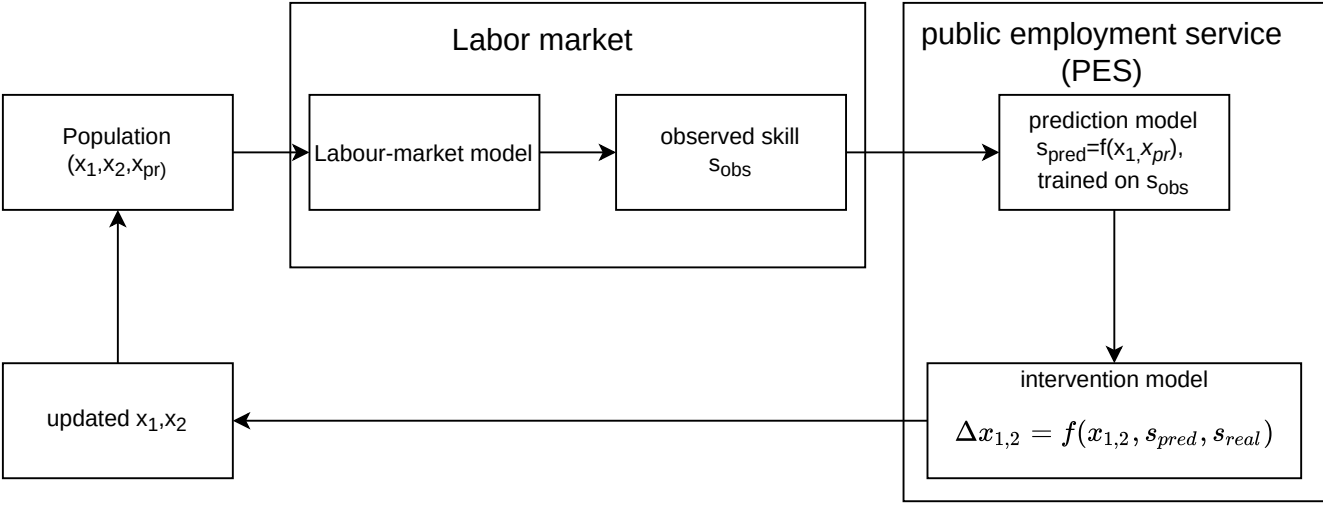 Labor market
public employment service
(PES)
Population
(x1,x2,xpr)
Labour-market model
observed skill
sobs
prediction model
spred=f(x1,xpr),
trained on sobs
updated x1,x2
intervention model
Δx1,2 = f(x1,2, spred, sreal)